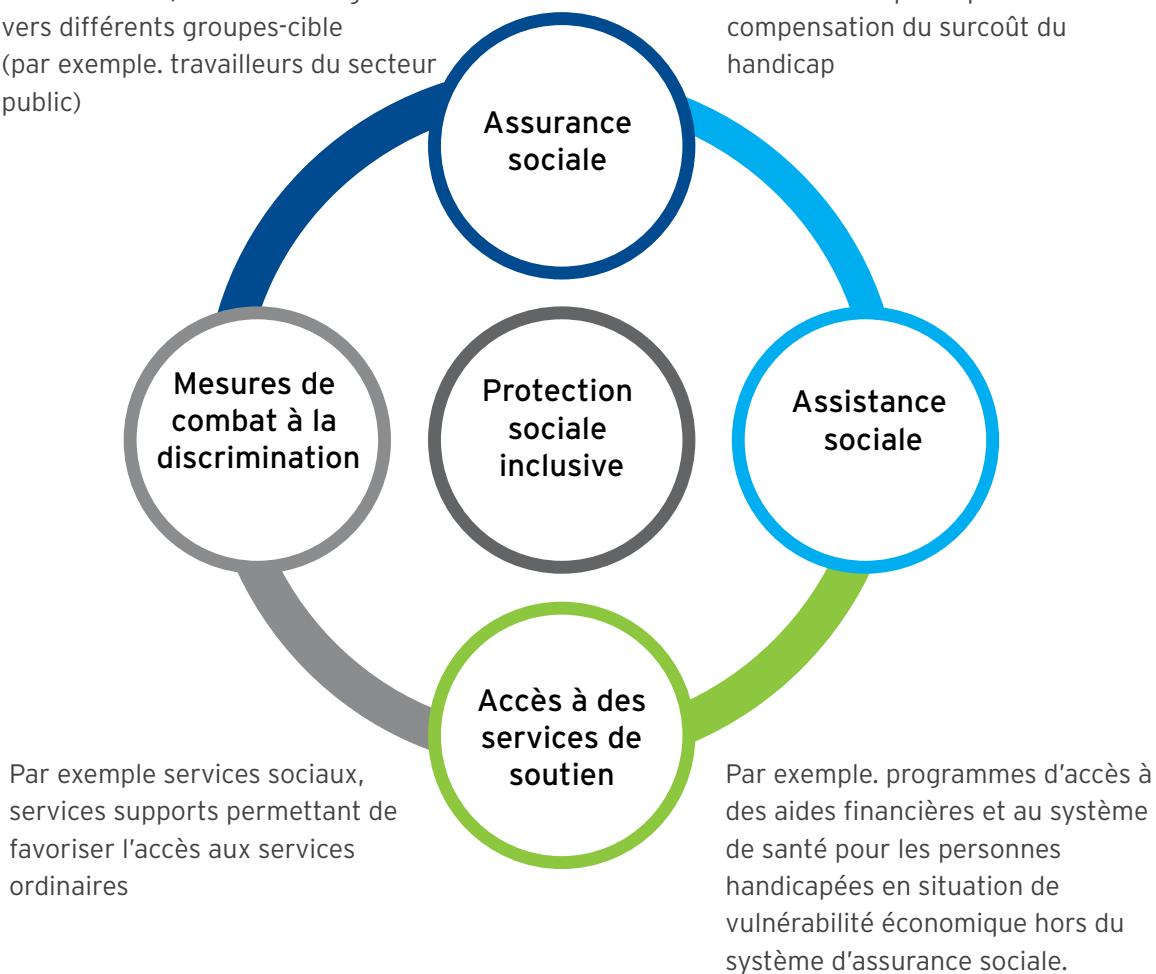 vers différents groupes-cible
(par exemple. travailleurs du secteur
public)
compensation du surcoût du
handicap
Assurance
sociale
Mesures de
combat à la
discrimination
Protection
sociale
inclusive
Assistance
sociale
Accès à des
services de
soutien
Par exemple services sociaux,
services supports permettant de
favoriser l'accès aux services
ordinaires
Par exemple. programmes d'accès à
des aides financières et au système
de santé pour les personnes
handicapées en situation de
vulnérabilité économique hors du
système d'assurance sociale.